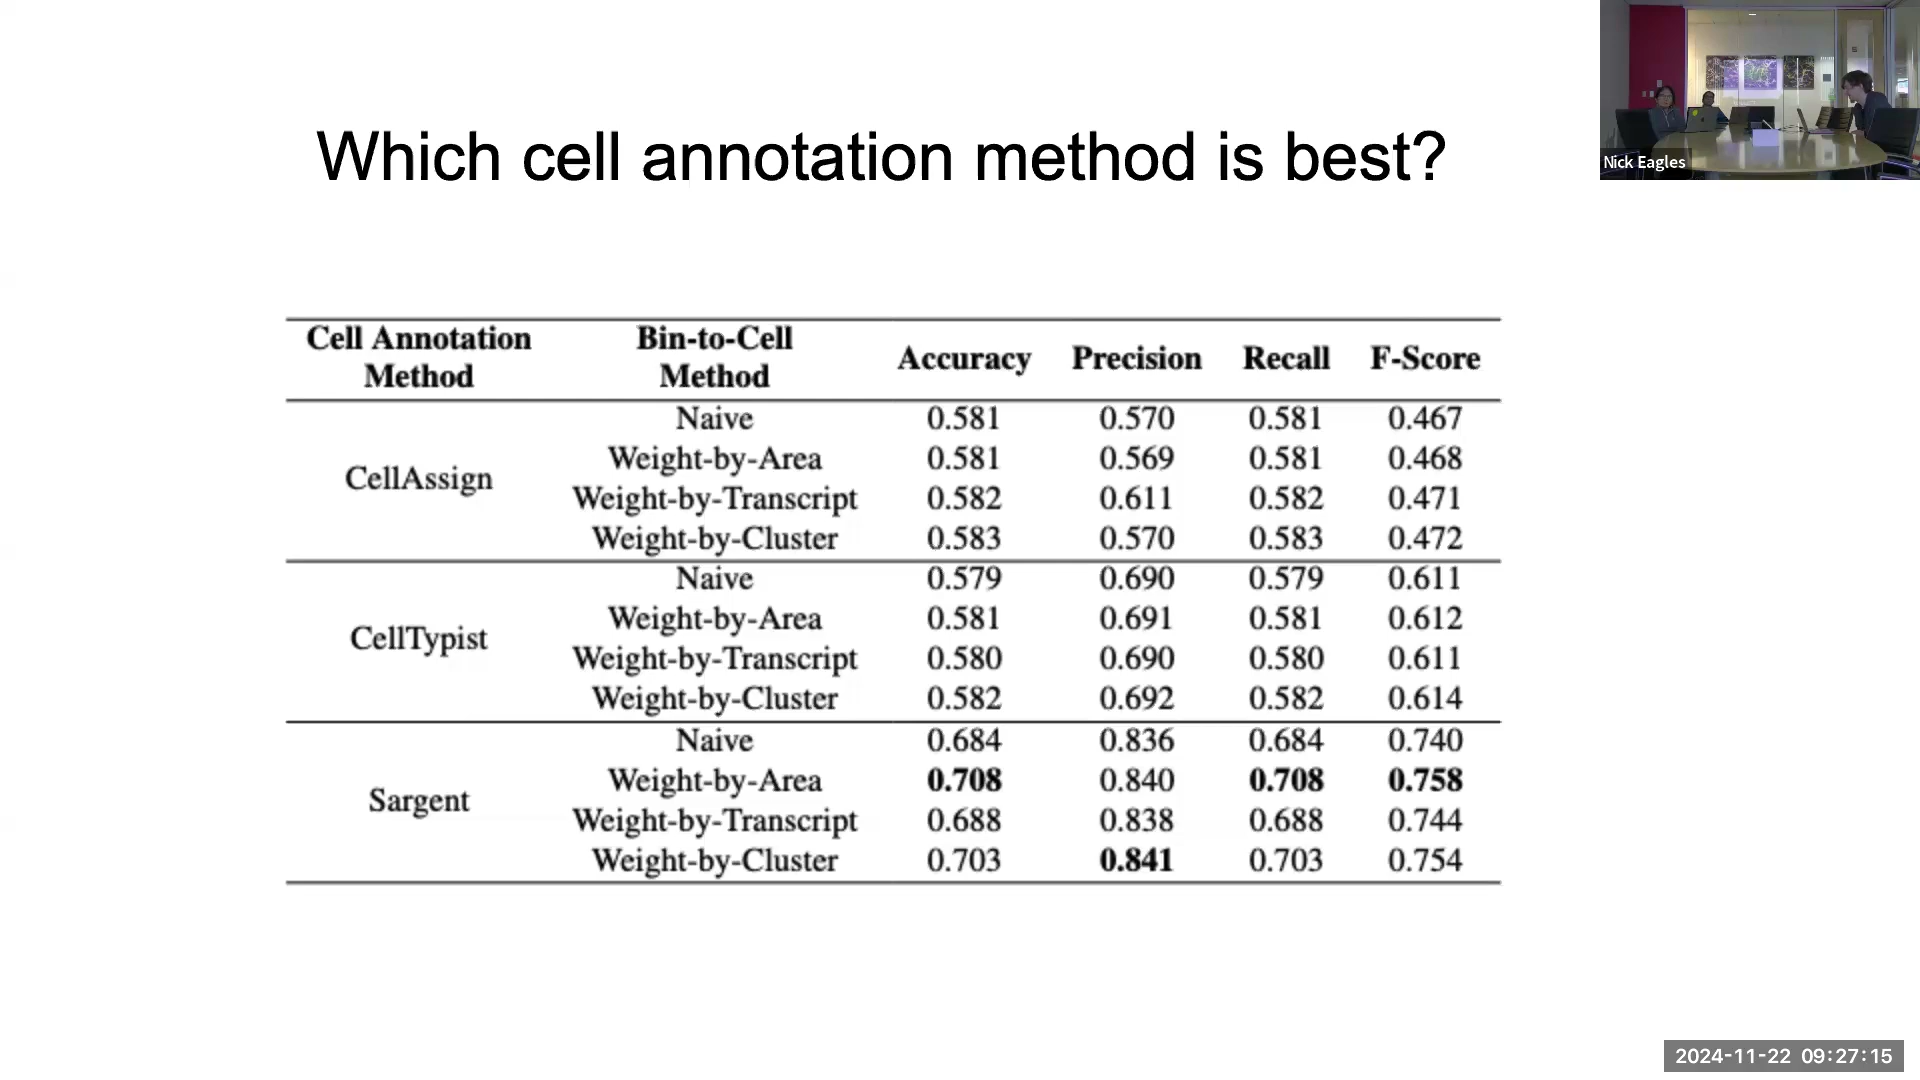 Which cell annotation method is best?
Nick Eagles
Cell Annotation Method Bin-to-Cell Method Accuracy Precision Recall F-Score
CellAssign
Naive 0.581 0.570 0.581 0.467
Weight-by-Area 0.581 0.569 0.581 0.468
Weight-by-Transcript 0.582 0.611 0.582 0.471
Weight-by-Cluster 0.583 0.570 0.583 0.472
CellTypist
Naive 0.579 0.690 0.579 0.611
Weight-by-Area 0.581 0.691 0.581 0.612
Weight-by-Transcript 0.580 0.690 0.580 0.611
Weight-by-Cluster 0.582 0.692 0.582 0.614
Sargent
Naive 0.684 0.836 0.684 0.740
Weight-by-Area 0.708 0.840 0.708 0.758
Weight-by-Transcript 0.688 0.838 0.688 0.744
Weight-by-Cluster 0.703 0.841 0.703 0.754
2024-11-22 09:27:15